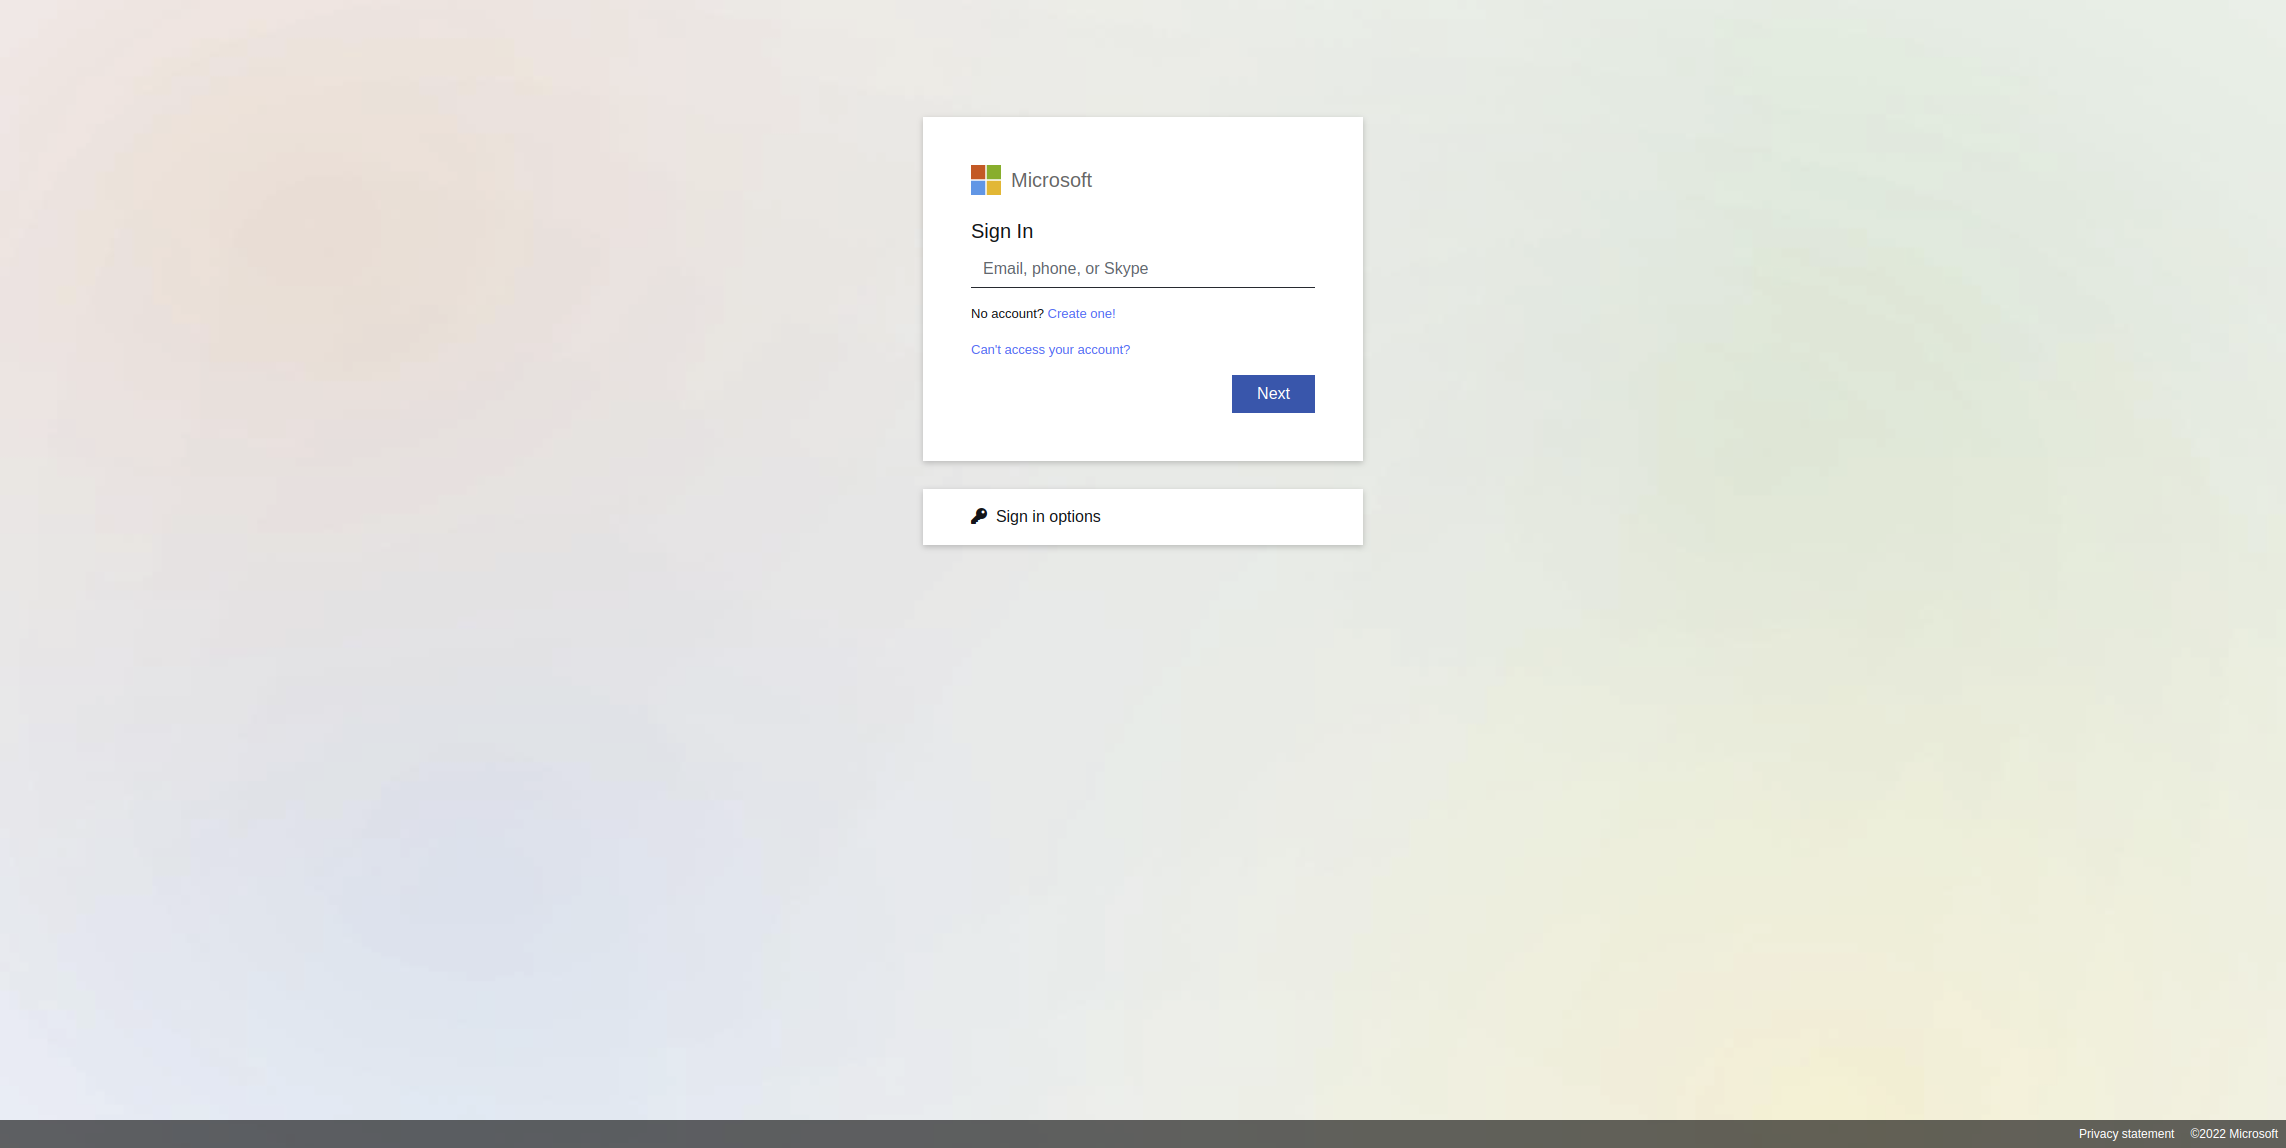 Microsoft
Sign In
Email, phone, or Skype
No account? Create one!
Can't access your account?
Next
Sign in options
Privacy statement ©2022 Microsoft